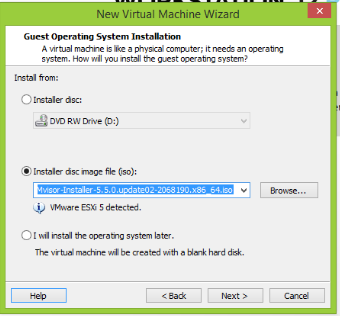 New Virtual Machine Wizard
Guest Operating System Installation
A virtual machine is like a physical computer; it needs an operating
system. How will you install the guest operating system?
Install from:
Installer disc:
DVD RW Drive (D:)
Installer disc image file (iso):
Mvisor-Installer-5.5.0.update02-2068190.x86_64.iso
Browse...
VMware ESXi 5 detected.
I will install the operating system later.
The virtual machine will be created with a blank hard disk.
Help
< Back
Next >
Cancel